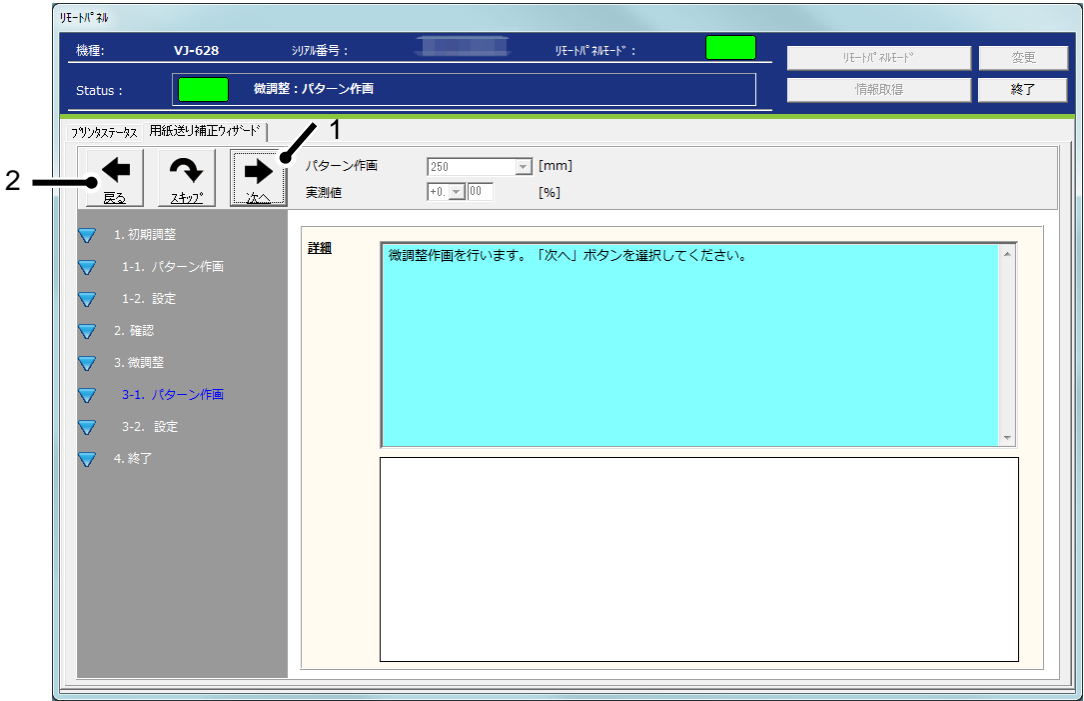 ﾘﾓｰﾄﾊﾟﾈﾙ
機種: VJ-628 ｼﾘｱﾙ番号： ﾘﾓｰﾄﾊﾟﾈﾙﾓｰﾄﾞ： ﾘﾓｰﾄﾊﾟﾈﾙﾓｰﾄﾞ 変更
Status： 微調整：パターン作画 情報取得 終了
ﾌﾟﾘﾝﾀｽﾃｰﾀｽ 用紙送り補正ｳｨｻﾞｰﾄﾞ 1
2 戻る ｽｷｯﾌﾟ 次へ
パターン作画 250 [mm]
実測値 +0. 00 [%]
1. 初期調整
1-1. パターン作画
1-2. 設定
2. 確認
3. 微調整
3-1. パターン作画
3-2. 設定
4. 終了
詳細
微調整作画を行います。「次へ」ボタンを選択してください。